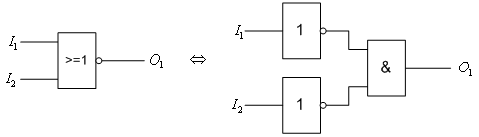 I₁
I₂
>=1
O₁
⇔
I₁
1
I₂
1
&
O₁